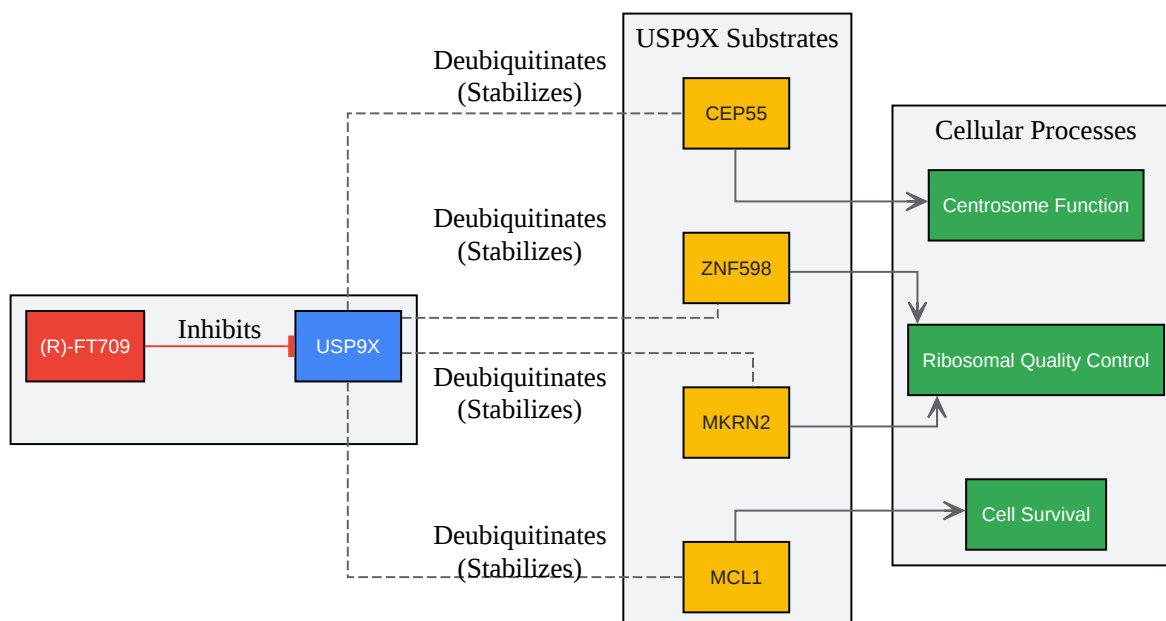 USP9X Substrates
Deubiquitinates
(Stabilizes)
CEP55
Cellular Processes
Centrosome Function
Deubiquitinates
(Stabilizes)
ZNF598
(R)-FT709
Inhibits
USP9X
Ribosomal Quality Control
Deubiquitinates
(Stabilizes)
MKRN2
Cell Survival
Deubiquitinates
(Stabilizes)
MCL1